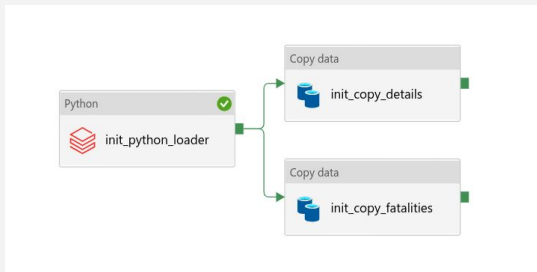 Python
init_python_loader
Copy data
init_copy_details
Copy data
init_copy_fatalities